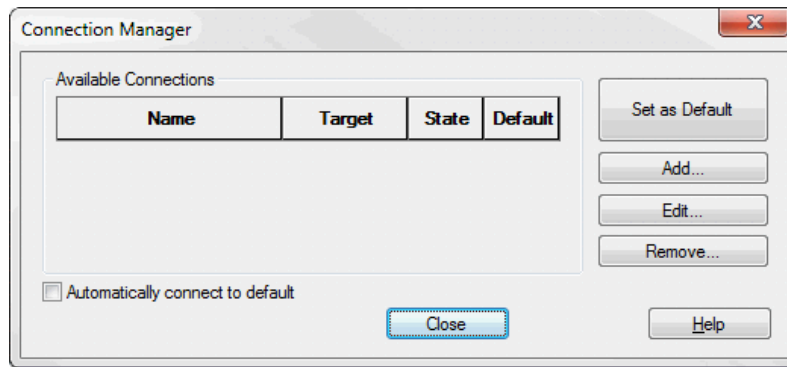 Connection Manager
Available Connections
Name Target State Default
Set as Default
Add...
Edit...
Remove...
Automatically connect to default
Close
Help